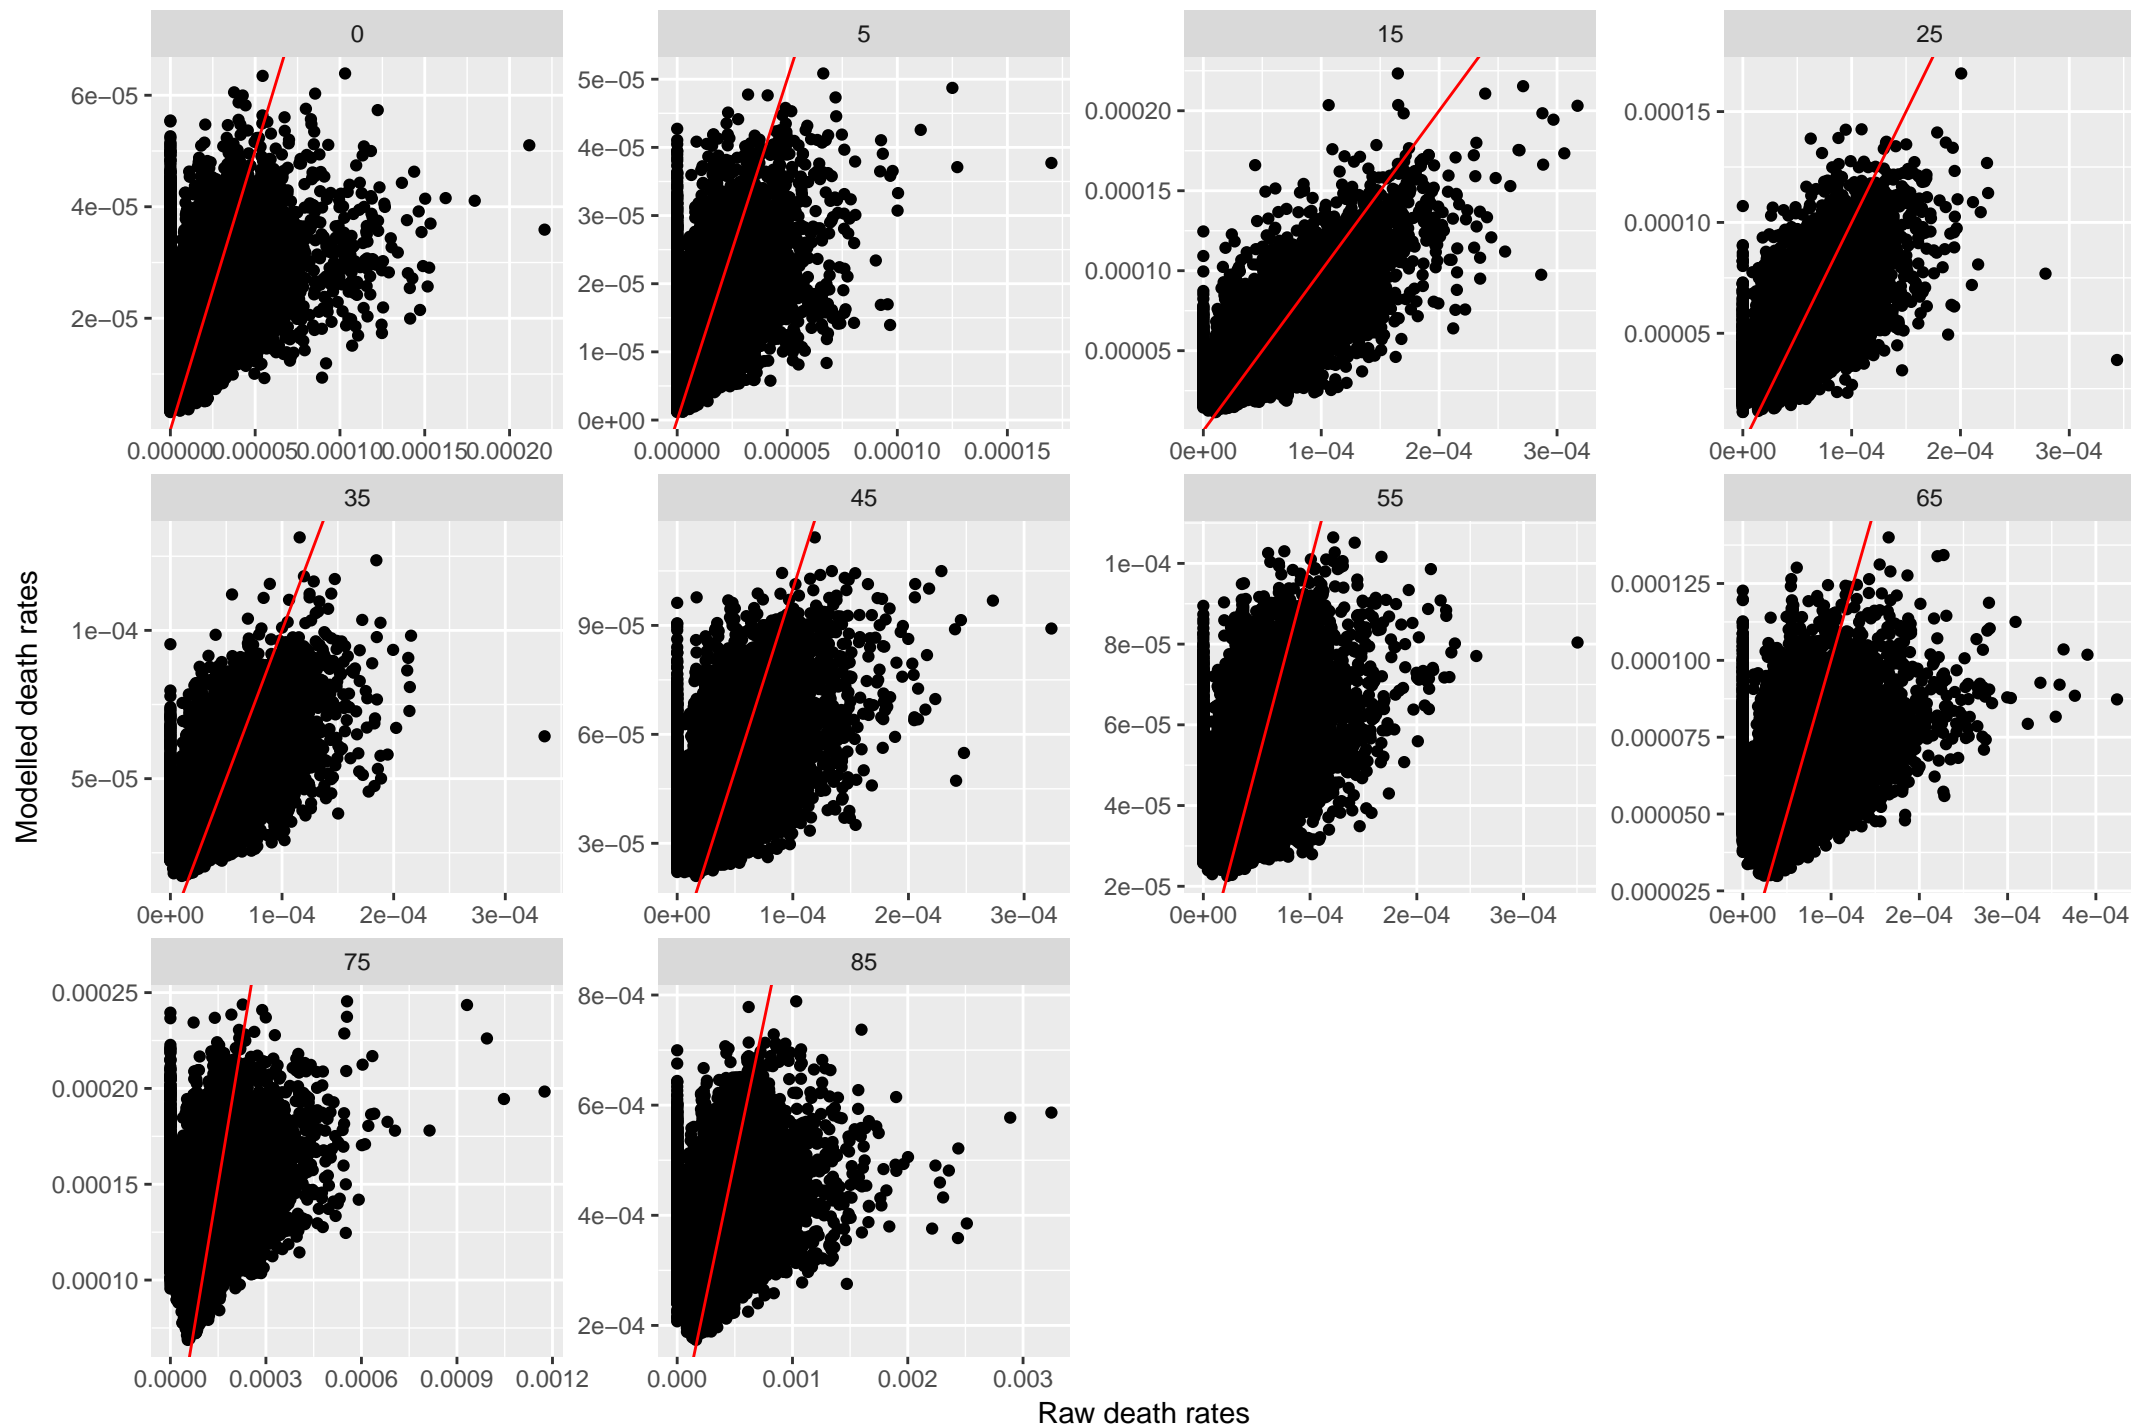 0 5 15 25
6e−05 5e−05 0.00020 0.00015
4e−05 4e−05 0.00015 0.00010
2e−05 3e−05 0.00010 0.00005
2e−05 0.00005
1e−05
0e+00
0.00000 0.00005 0.00010 0.00015 0.00020 0.00000 0.00005 0.00010 0.00015 0e+00 1e−04 2e−04 3e−04 0e+00 1e−04 2e−04 3e−04
35 45 55 65
1e−04 9e−05 1e−04 0.000125
5e−05 6e−05 8e−05 0.000100
3e−05 6e−05 0.000075
4e−05 0.000050
2e−05 0.000025
0e+00 1e−04 2e−04 3e−04 0e+00 1e−04 2e−04 3e−04 0e+00 1e−04 2e−04 3e−04 0e+00 1e−04 2e−04 3e−04 4e−04
Modelled death rates
75 85
0.00025 8e−04
0.00020 6e−04
0.00015 4e−04
0.00010 2e−04
0.0000 0.0003 0.0006 0.0009 0.0012 0.000 0.001 0.002 0.003
Raw death rates